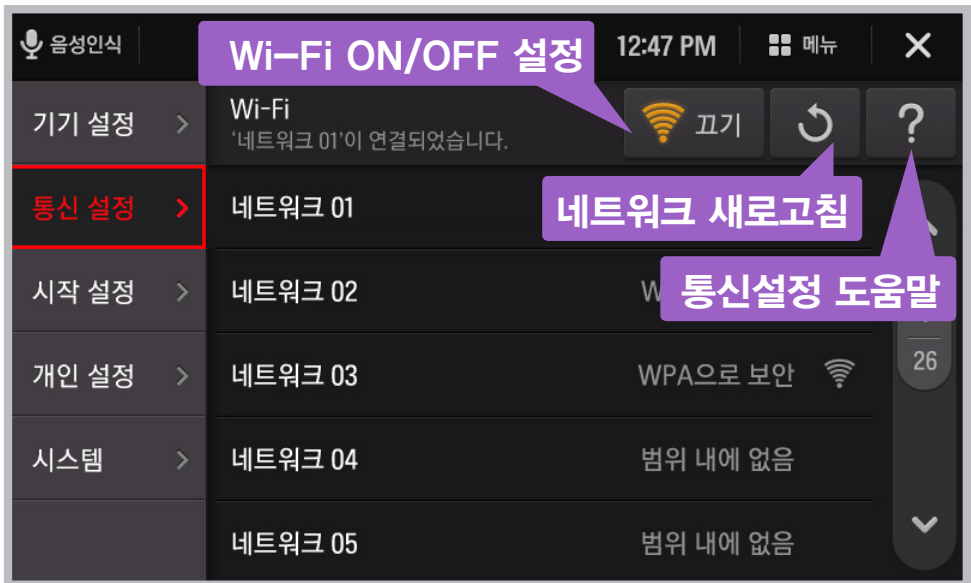 음성인식
Wi-Fi ON/OFF 설정
12:47 PM
메뉴
기기 설정
Wi-Fi
'네트워크 01'이 연결되었습니다.
끄기
?
통신 설정
네트워크 01
네트워크 새로고침
시작 설정
네트워크 02
통신설정 도움말
개인 설정
네트워크 03
WPA으로 보안
26
시스템
네트워크 04
범위 내에 없음
네트워크 05
범위 내에 없음